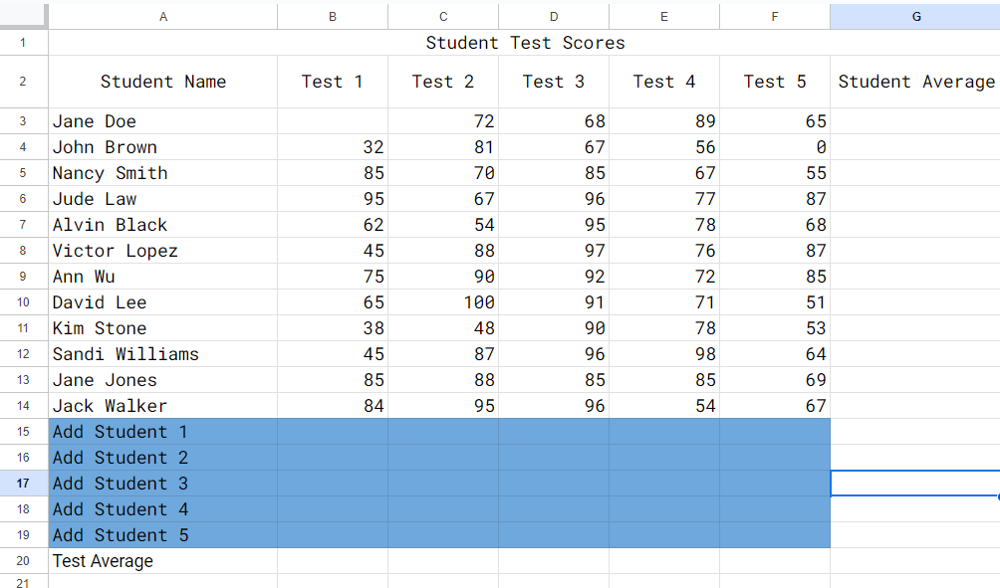 A B C D E F G
1 Student Test Scores
2 Student Name Test 1 Test 2 Test 3 Test 4 Test 5 Student Average
3 Jane Doe 72 68 89 65
4 John Brown 32 81 67 56 0
5 Nancy Smith 85 70 85 67 55
6 Jude Law 95 67 96 77 87
7 Alvin Black 62 54 95 78 68
8 Victor Lopez 45 88 97 76 87
9 Ann Wu 75 90 92 72 85
10 David Lee 65 100 91 71 51
11 Kim Stone 38 48 90 78 53
12 Sandi Williams 45 87 96 98 64
13 Jane Jones 85 88 85 85 69
14 Jack Walker 84 95 96 54 67
15 Add Student 1
16 Add Student 2
17 Add Student 3
18 Add Student 4
19 Add Student 5
20 Test Average
21